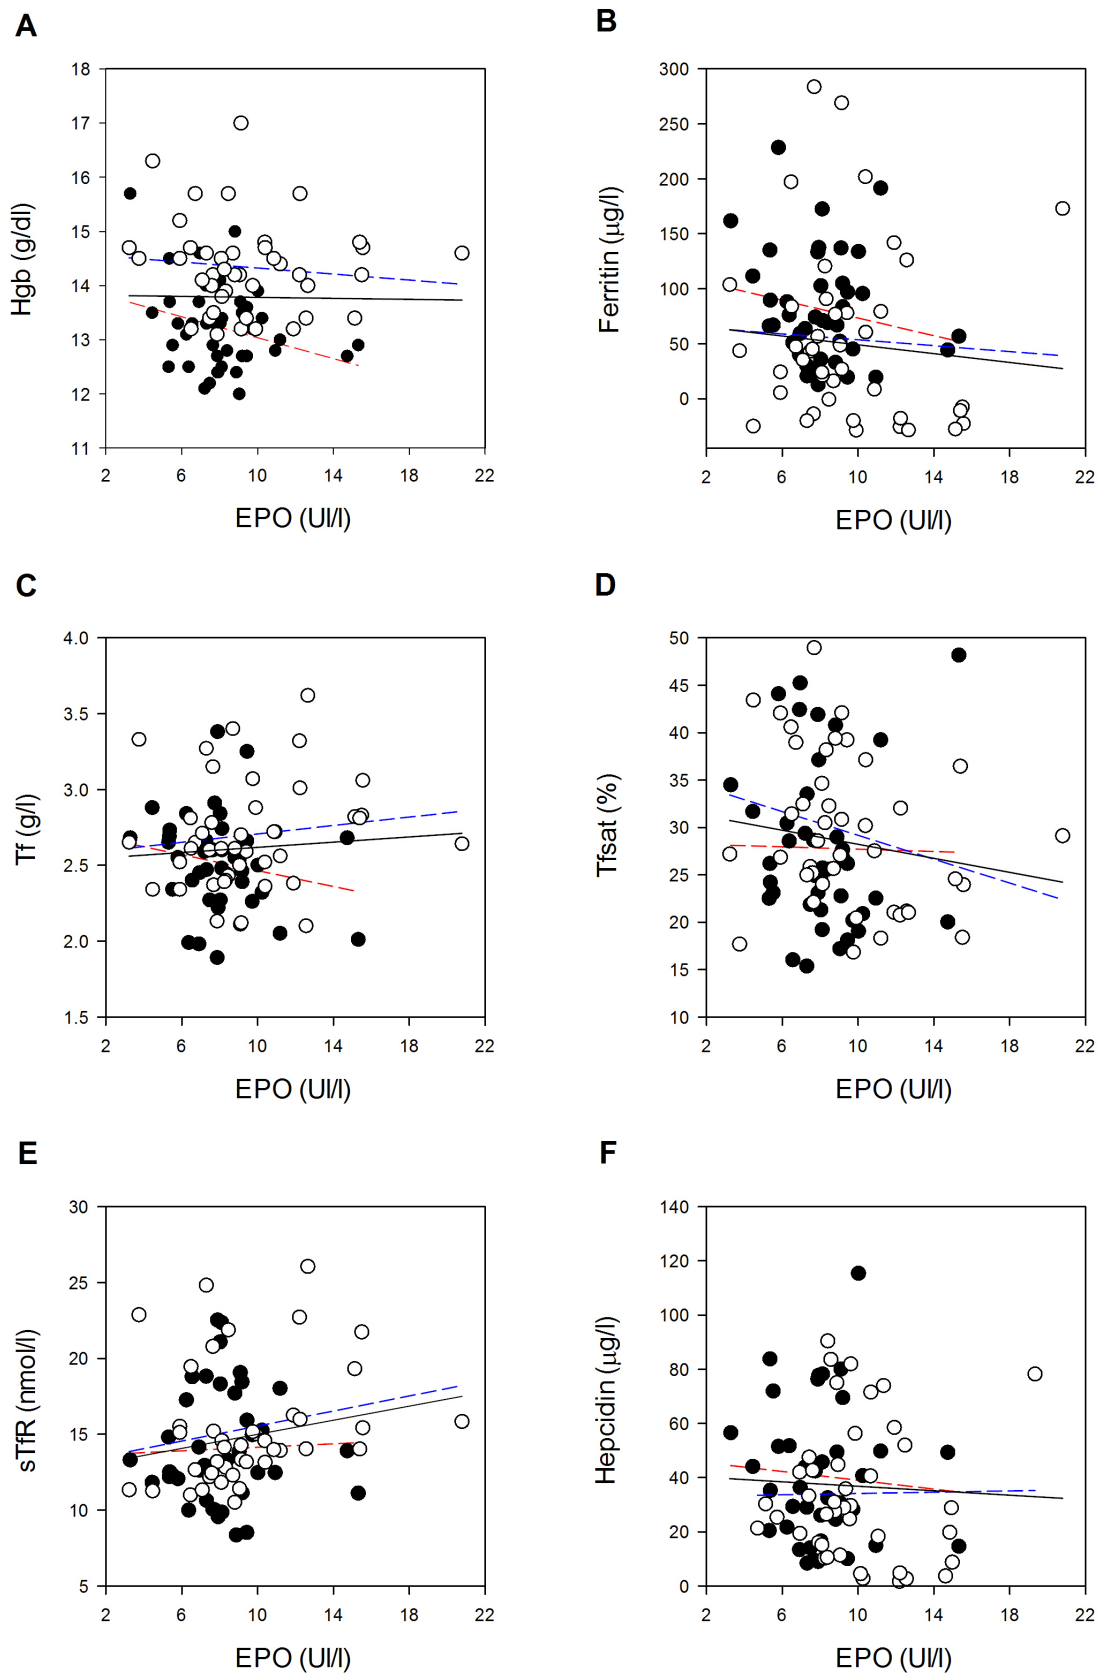 A
B
18
17
16
15
14
13
12
11
Hgb (g/dl)
2 6 10 14 18 22
EPO (UI/l)
300
250
200
150
100
50
0
Ferritin (µg/l)
2 6 10 14 18 22
EPO (UI/l)
C
D
4.0
3.5
3.0
2.5
2.0
1.5
Tf (g/l)
2 6 10 14 18 22
EPO (UI/l)
50
45
40
35
30
25
20
15
10
Tfsat (%)
2 6 10 14 18 22
EPO (UI/l)
E
F
30
25
20
15
10
5
sTfR (nmol/l)
2 6 10 14 18 22
EPO (UI/l)
140
120
100
80
60
40
20
0
Hepcidin (µg/l)
2 6 10 14 18 22
EPO (UI/l)